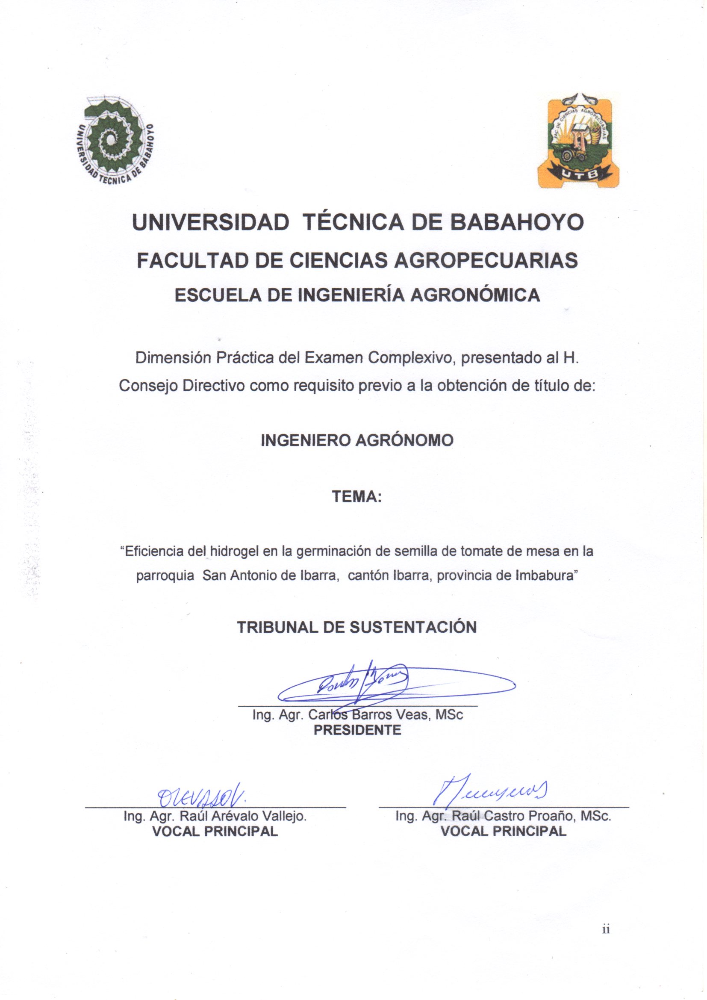 UNIVERSIDAD TECNICA DE BABAHOYO
FAC. DE CIENCIAS AGROPECUARIAS
UTB
UNIVERSIDAD TÉCNICA DE BABAHOYO
FACULTAD DE CIENCIAS AGROPECUARIAS
ESCUELA DE INGENIERÍA AGRONÓMICA
Dimensión Práctica del Examen Complexivo, presentado al H.
Consejo Directivo como requisito previo a la obtención de título de:
INGENIERO AGRÓNOMO
TEMA:
“Eficiencia del hidrogel en la germinación de semilla de tomate de mesa en la
parroquia San Antonio de Ibarra, cantón Ibarra, provincia de Imbabura”
TRIBUNAL DE SUSTENTACIÓN
Ing. Agr. Carlos Barros Veas, MSc
PRESIDENTE
Ing. Agr. Raúl Arévalo Vallejo.
VOCAL PRINCIPAL
Ing. Agr. Raúl Castro Proaño, MSc.
VOCAL PRINCIPAL
ii